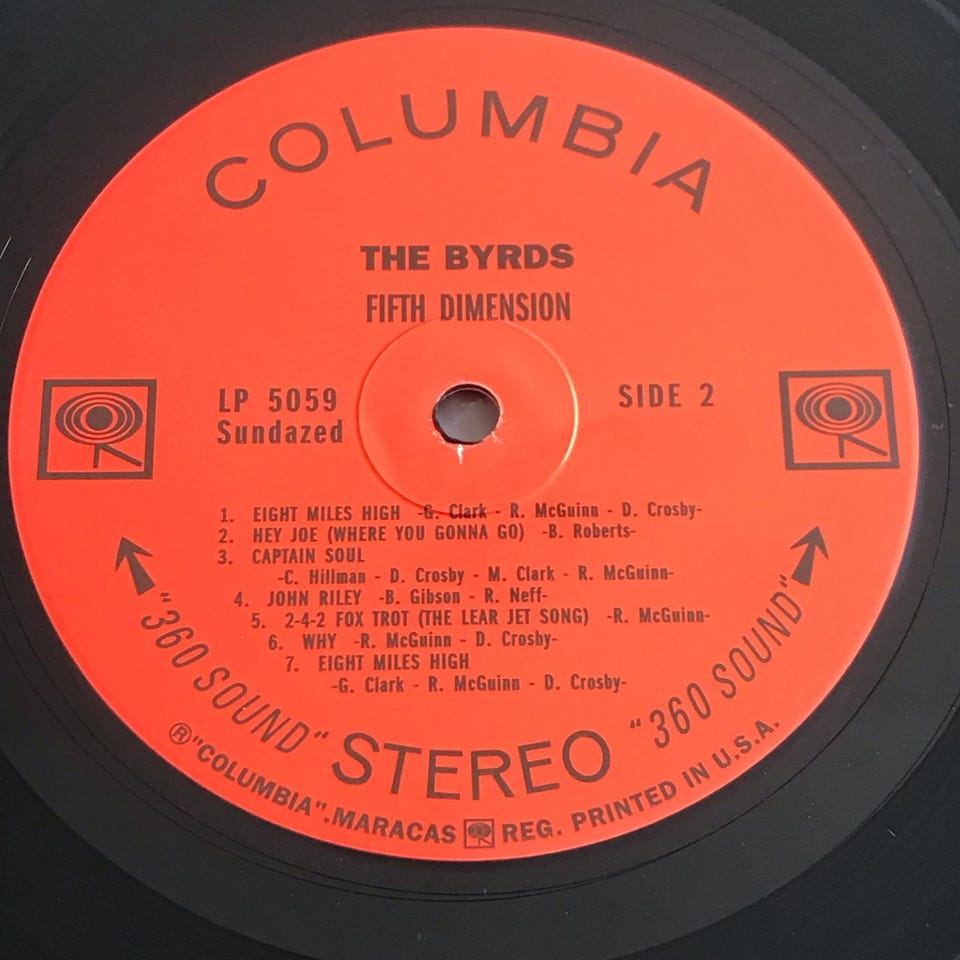 COLUMBIA
THE BYRDS
FIFTH DIMENSION
LP 5059
Sundazed
SIDE 2
1. EIGHT MILES HIGH -G. Clark - R. McGuinn - D. Crosby-
2. HEY JOE (WHERE YOU GONNA GO) -B. Roberts-
3. CAPTAIN SOUL
-C. Hillman - D. Crosby - M. Clark - R. McGuinn-
4. JOHN RILEY -B. Gibson - R. Neff-
5. 2-4-2 FOX TROT (THE LEAR JET SONG) -R. McGuinn-
6. WHY -R. McGuinn - D. Crosby-
7. EIGHT MILES HIGH
-G. Clark - R. McGuinn - D. Crosby-
"360 SOUND" STEREO "360 SOUND"
® "COLUMBIA".MARACAS REG. PRINTED IN U.S.A.